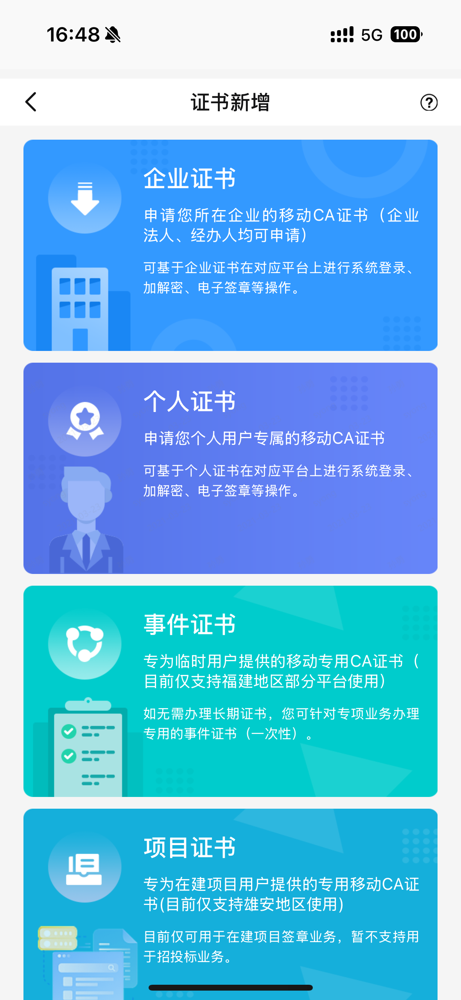 16:48
5G
100
证书新增
?
企业证书
申请您所在企业的移动CA证书（企业
法人、经办人均可申请）
可基于企业证书在对应平台上进行系统登录、
加解密、电子签章等操作。
个人证书
申请您个人用户专属的移动CA证书
可基于个人证书在对应平台上进行系统登录、
加解密、电子签章等操作。
03-23
事件证书
专为临时用户提供的移动专用CA证书（
目前仅支持福建地区部分平台使用）
如无需办理长期证书，您可针对专项业务办理
专用的事件证书（一次性）。
项目证书
专为在建项目用户提供的专用移动CA证
书(目前仅支持雄安地区使用)
目前仅可用于在建项目签章业务，暂不支持用
于招投标业务。